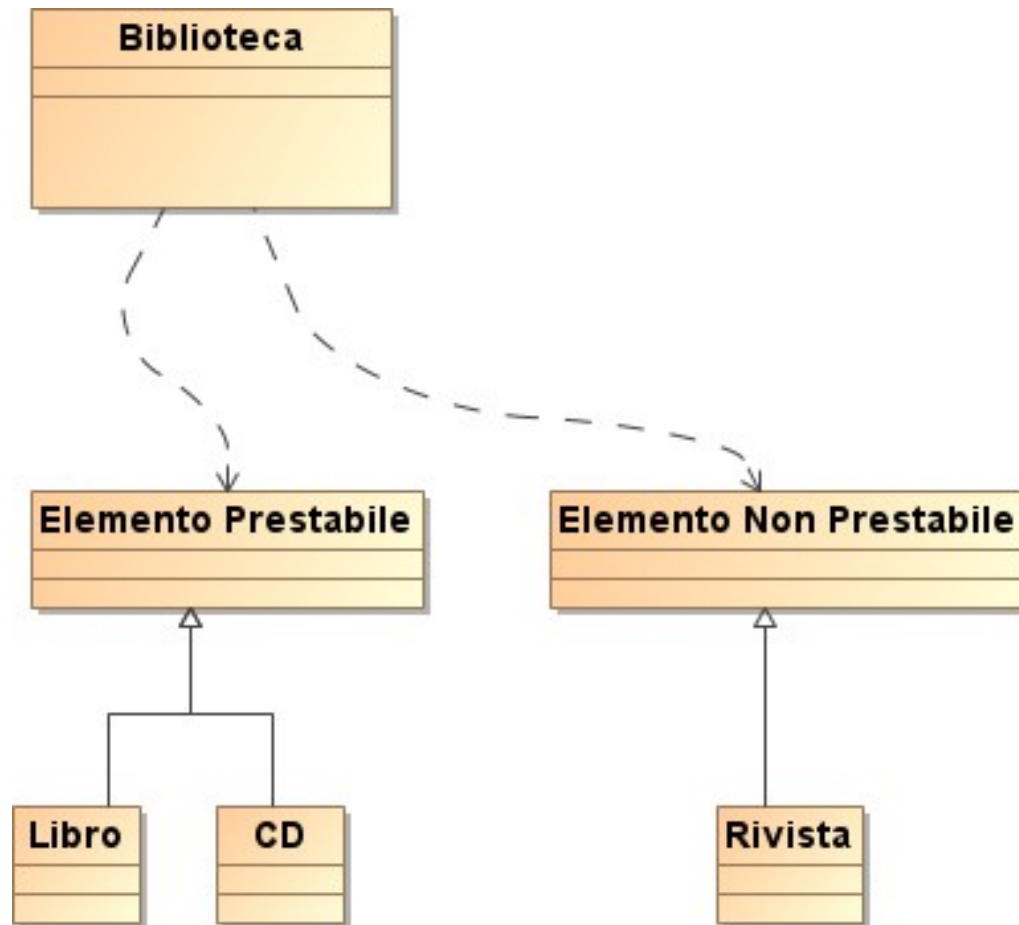 Biblioteca
Elemento Prestabile
Elemento Non Prestabile
Libro
CD
Rivista